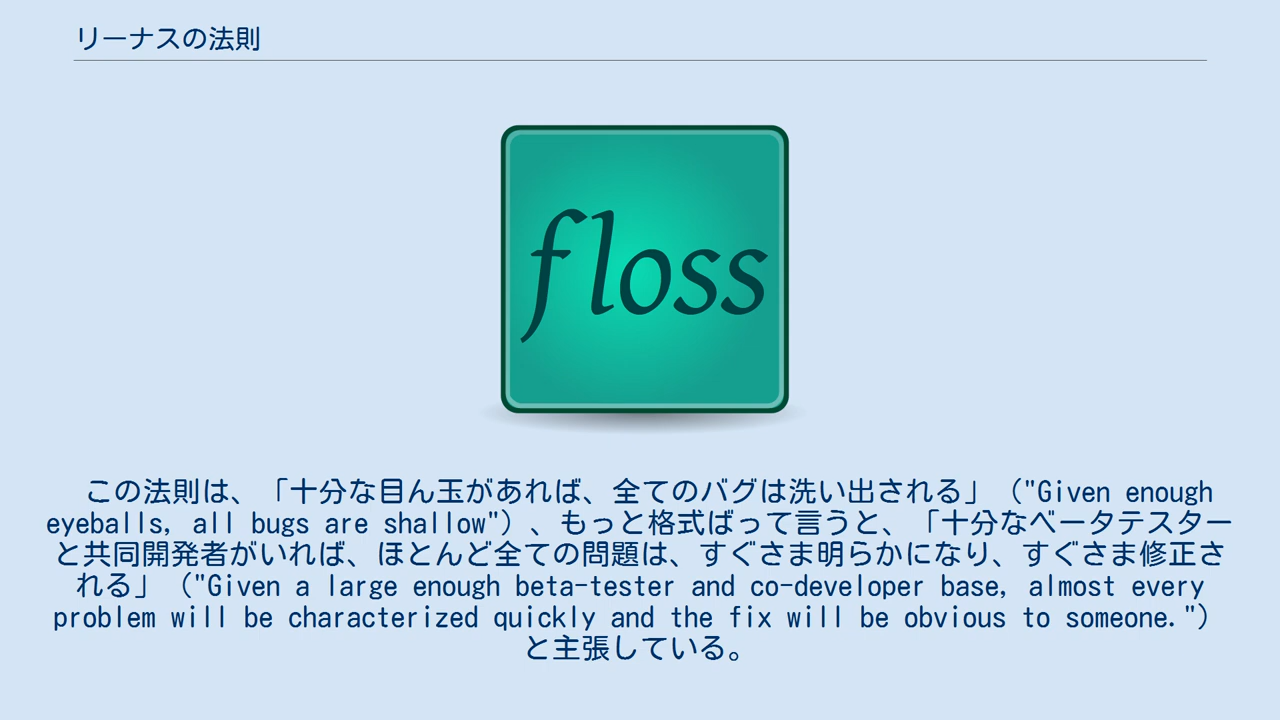 リーナスの法則
floss
この法則は、「十分な目ん玉があれば、全てのバグは洗い出される」（"Given enough
eyeballs, all bugs are shallow"）、もっと格式ばって言うと、「十分なベータテスター
と共同開発者がいれば、ほとんど全ての問題は、すぐさま明らかになり、すぐさま修正さ
れる」（"Given a large enough beta-tester and co-developer base, almost every
problem will be characterized quickly and the fix will be obvious to someone."）
と主張している。